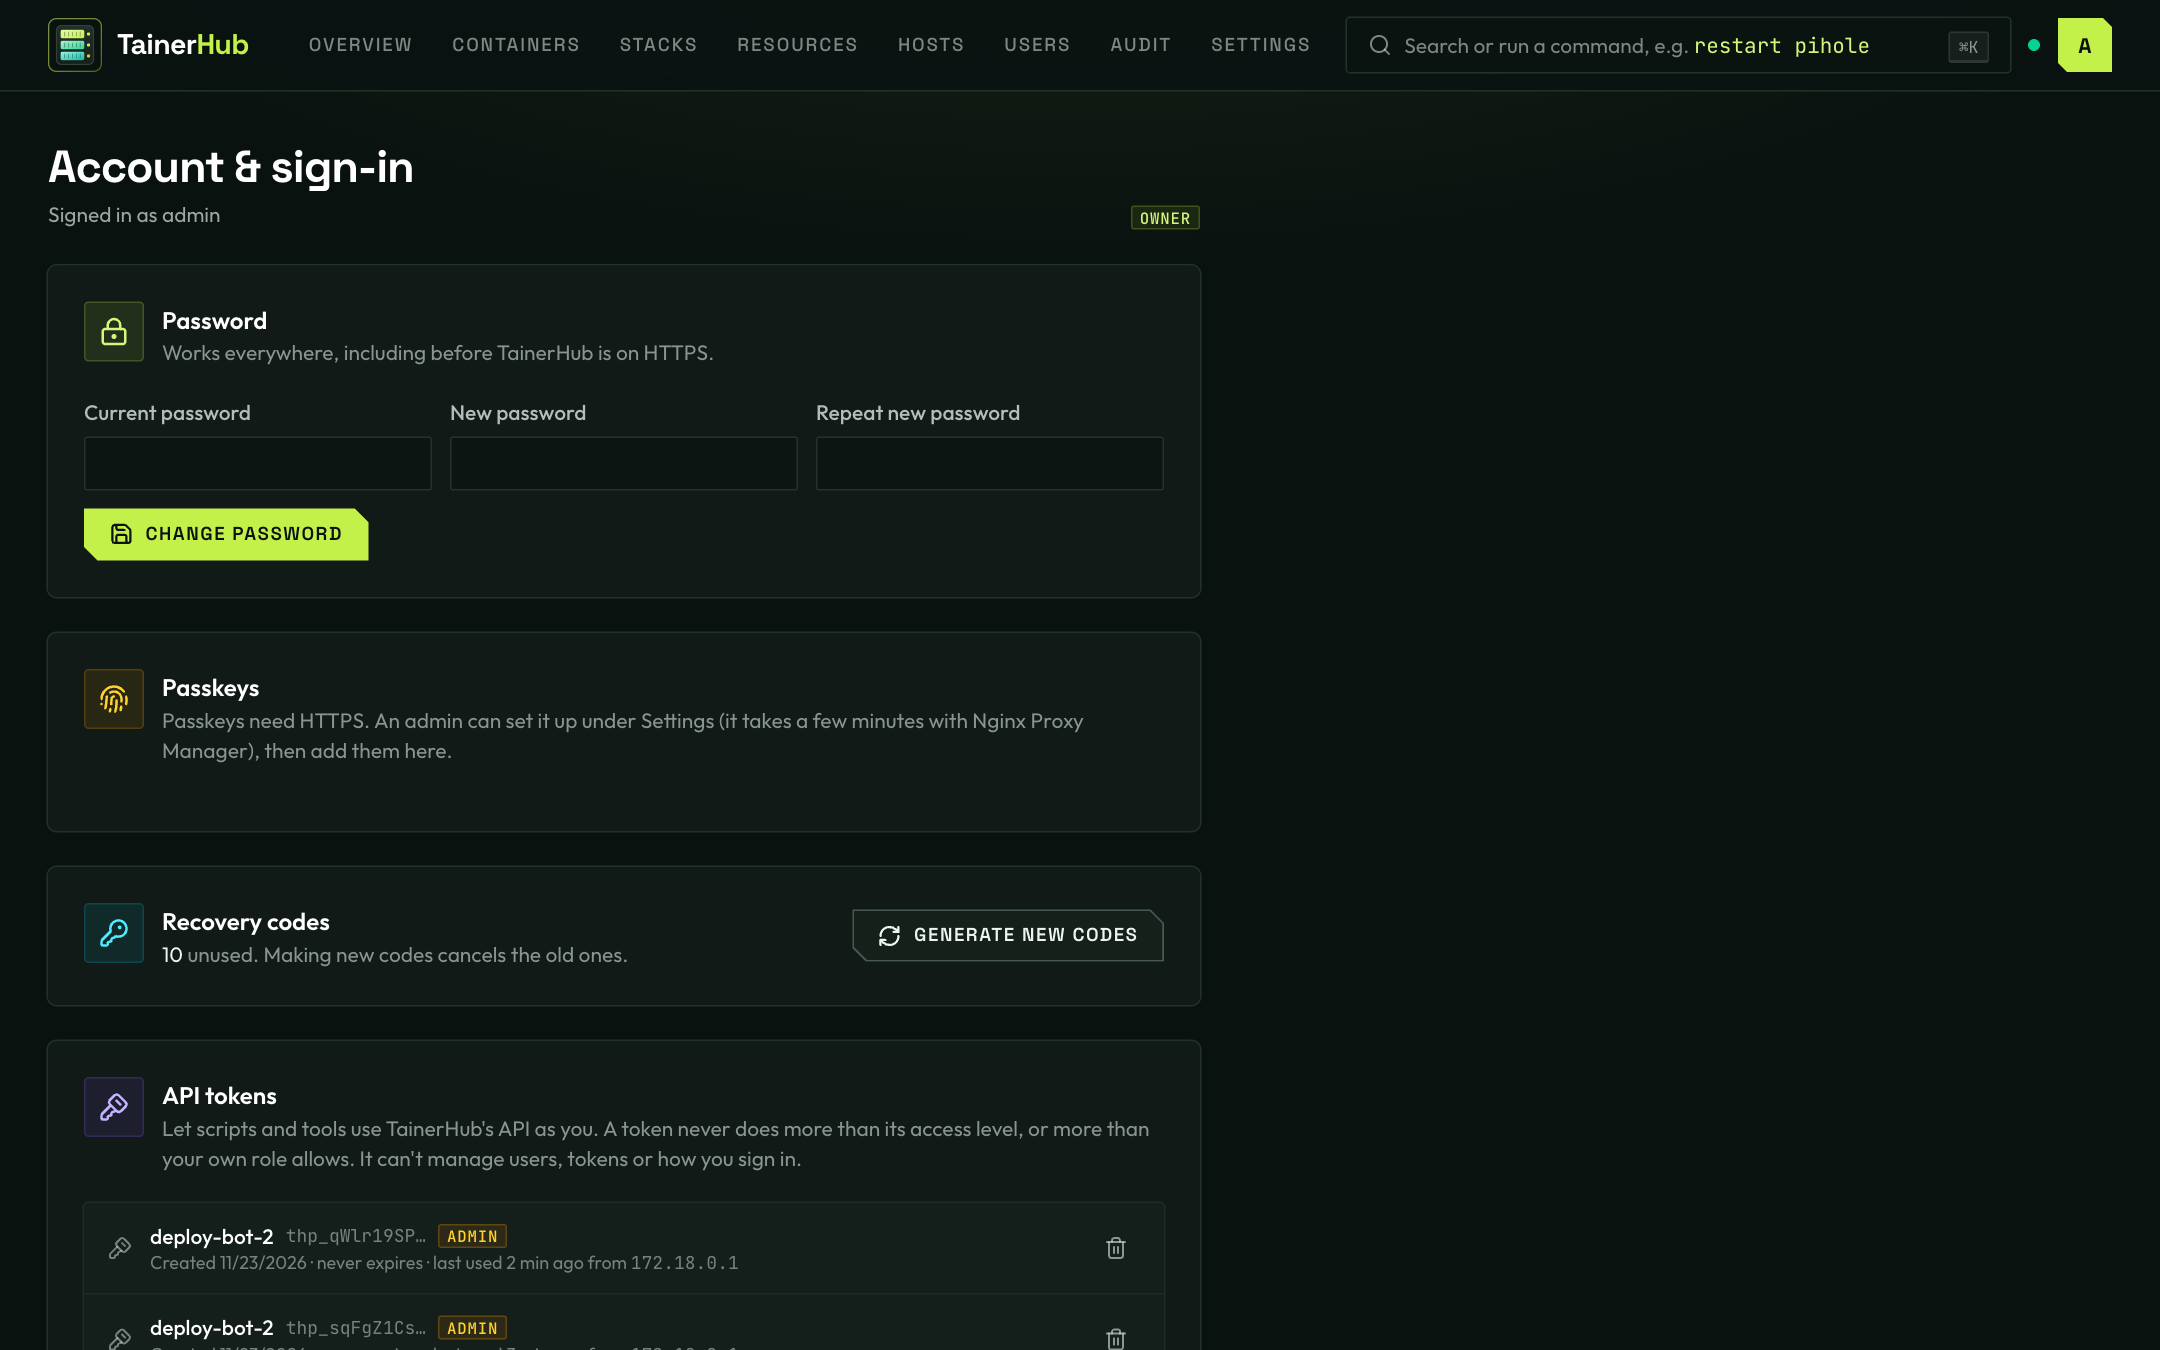 TainerHub OVERVIEW CONTAINERS STACKS RESOURCES HOSTS USERS AUDIT SETTINGS Search or run a command, e.g. restart pihole ⌘K A
Account & sign-in
Signed in as admin OWNER
Password
Works everywhere, including before TainerHub is on HTTPS.
Current password New password Repeat new password
CHANGE PASSWORD
Passkeys
Passkeys need HTTPS. An admin can set it up under Settings (it takes a few minutes with Nginx Proxy
Manager), then add them here.
Recovery codes
10 unused. Making new codes cancels the old ones.
GENERATE NEW CODES
API tokens
Let scripts and tools use TainerHub's API as you. A token never does more than its access level, or more than
your own role allows. It can't manage users, tokens or how you sign in.
deploy-bot-2 thp_qWlr19SP… ADMIN
Created 11/23/2026 · never expires · last used 2 min ago from 172.18.0.1
deploy-bot-2 thp_sqFgZ1Cs… ADMIN